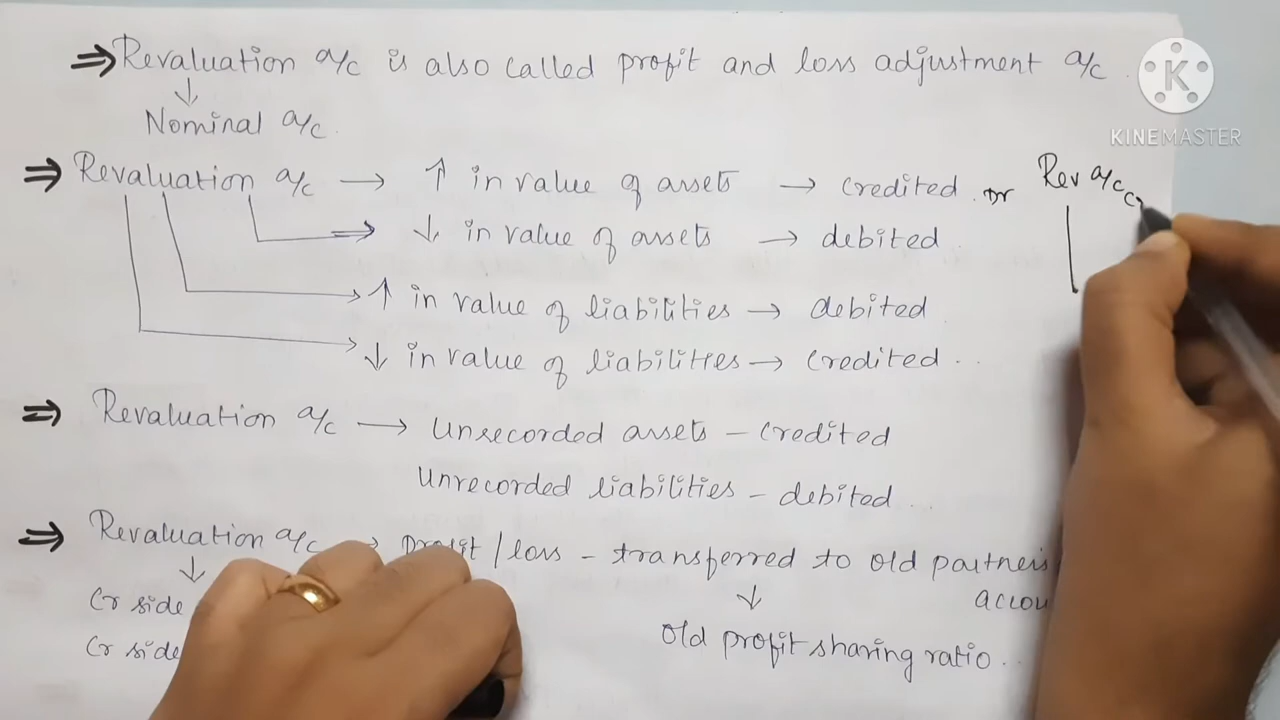 ⇒ Revaluation a/c is also called profit and loss adjustment a/c.
↓
Nominal a/c.
⇒ Revaluation a/c → ↑ in value of assets → credited.
↓ in value of assets → debited
↑ in value of liabilities → debited
↓ in value of liabilities → credited..
Dr Rev a/c
⇒ Revaluation a/c → Unrecorded assets - credited
Unrecorded liabilities - debited...
⇒ Revaluation a/c → profit / loss - transferred to old partners
↓
Cr side
Cr side
↓
Old profit sharing ratio..
K
KINEMASTER